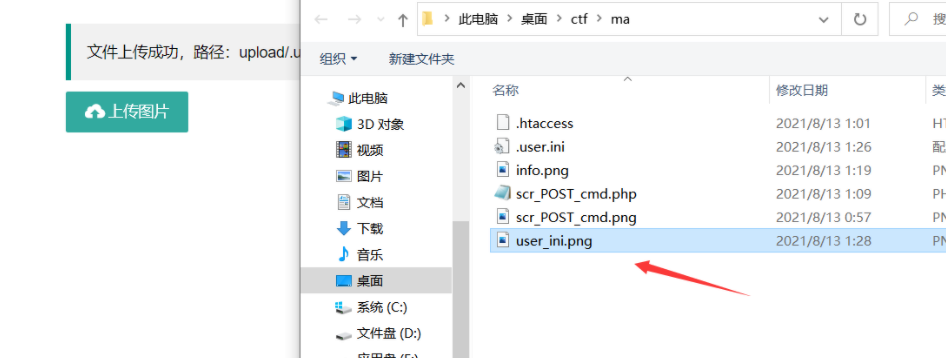 文件上传成功，路径：upload/.u
上传图片
此电脑 > 桌面 > ctf > ma
搜
组织
新建文件夹
此电脑
3D 对象
视频
图片
文档
下载
音乐
桌面
系统 (C:)
文件盘 (D:)
应用盘 (E:)
名称 修改日期 类
.htaccess 2021/8/13 1:01 HT
.user.ini 2021/8/13 1:26 配
info.png 2021/8/13 1:19 PN
scr_POST_cmd.php 2021/8/13 1:09 PH
scr_POST_cmd.png 2021/8/13 0:57 PN
user_ini.png 2021/8/13 1:28 PN